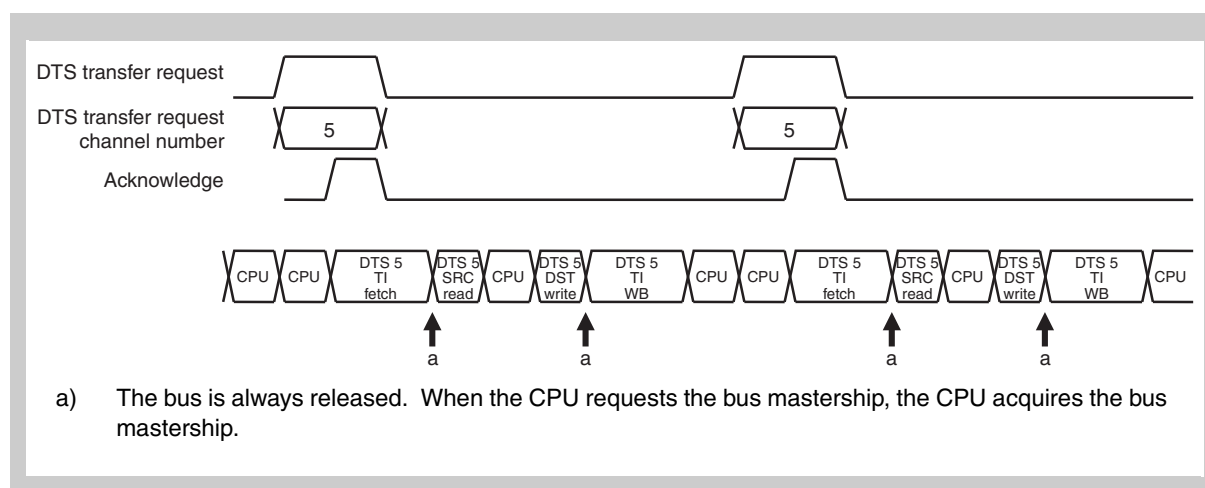 DTS transfer request
DTS transfer request
channel number
5
5
Acknowledge
CPU
CPU
DTS 5
TI
fetch
DTS 5
SRC
read
CPU
DTS 5
DST
write
DTS 5
TI
WB
CPU
CPU
DTS 5
TI
fetch
DTS 5
SRC
read
CPU
DTS 5
DST
write
DTS 5
TI
WB
CPU
a
a
a
a
a) The bus is always released. When the CPU requests the bus mastership, the CPU acquires the bus
mastership.